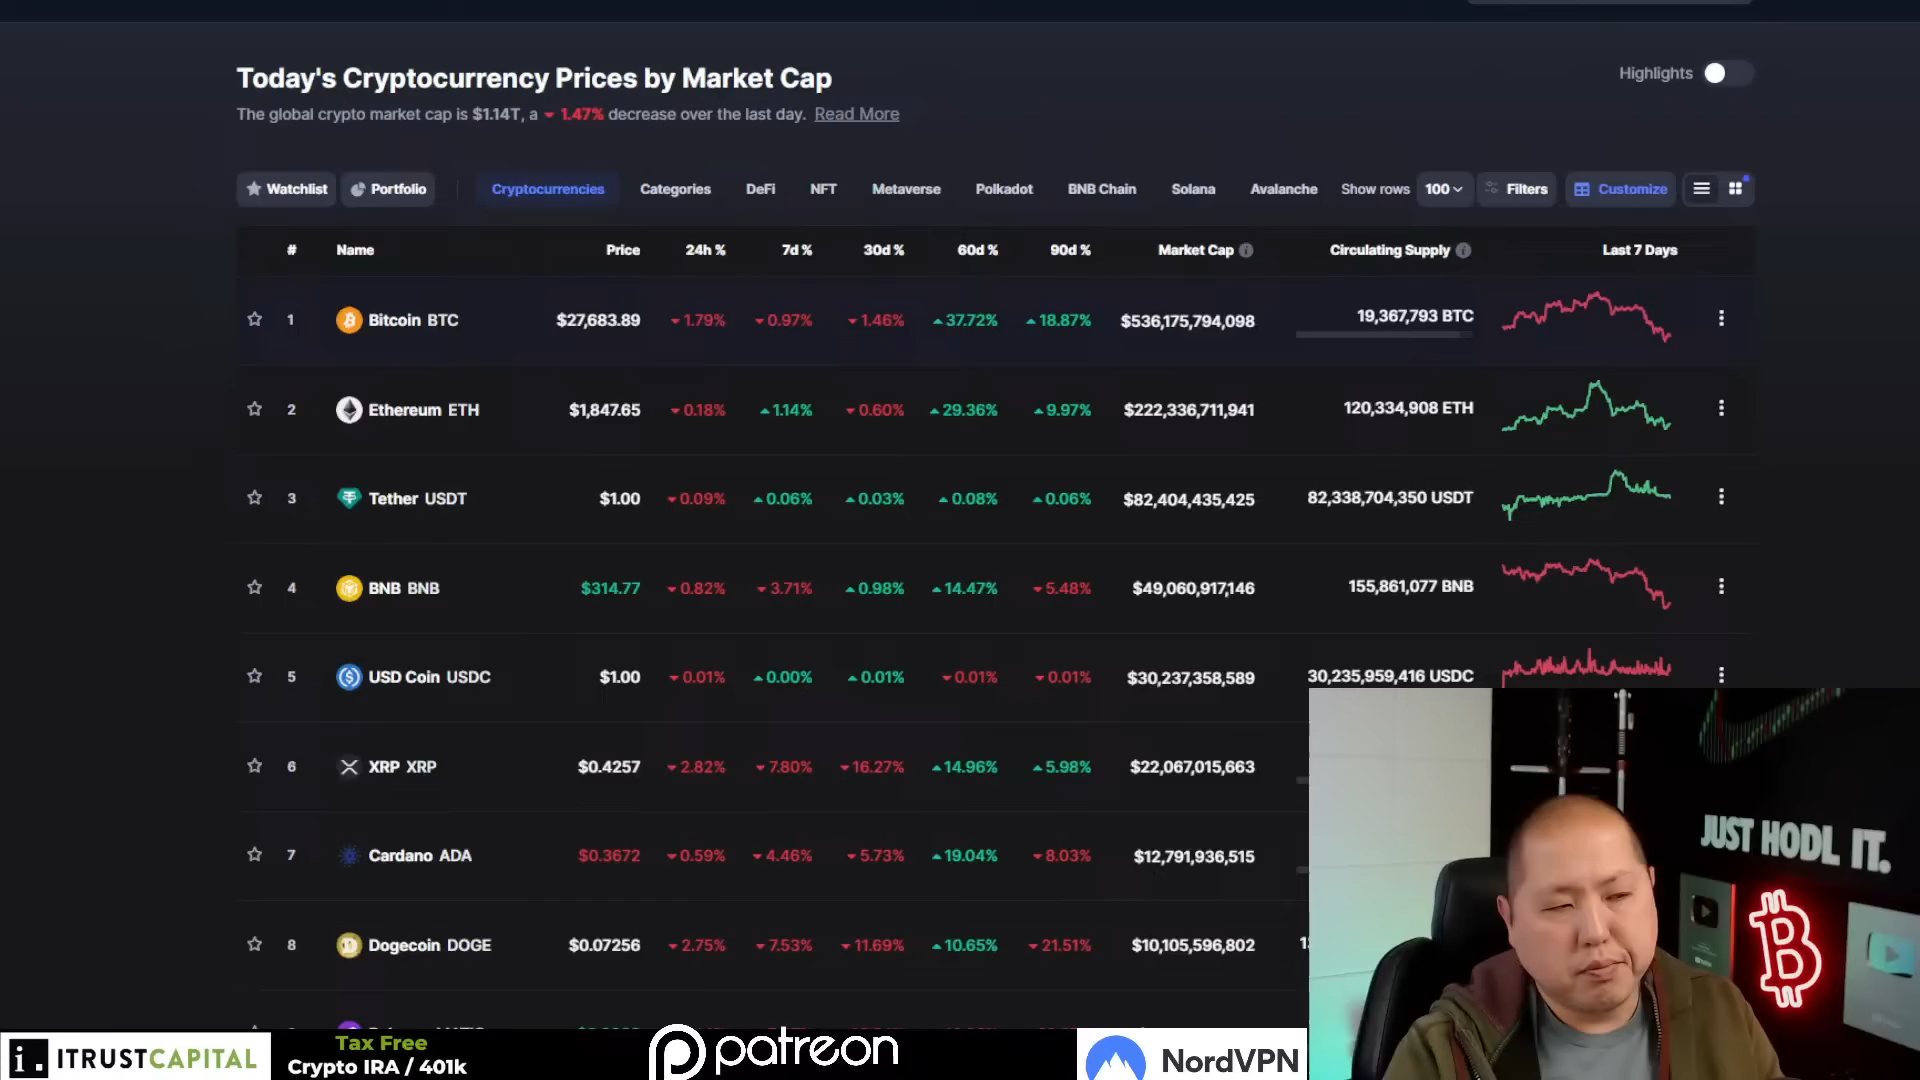 Today's Cryptocurrency Prices by Market Cap
Highlights
The global crypto market cap is $1.14T, a 1.47% decrease over the last day. Read More
Watchlist Portfolio Cryptocurrencies Categories DeFi NFT Metaverse Polkadot BNB Chain Solana Avalanche Show rows 100 Filters Customize
# Name Price 24h % 7d % 30d % 60d % 90d % Market Cap Circulating Supply Last 7 Days
1 Bitcoin BTC $27,683.89 1.79% 0.97% 1.46% 37.72% 18.87% $536,175,794,098 19,367,793 BTC
2 Ethereum ETH $1,847.65 0.18% 1.14% 0.60% 29.36% 9.97% $222,336,711,941 120,334,908 ETH
3 Tether USDT $1.00 0.09% 0.06% 0.03% 0.08% 0.06% $82,404,435,425 82,338,704,350 USDT
4 BNB BNB $314.77 0.82% 3.71% 0.98% 14.47% 5.48% $49,060,917,146 155,861,077 BNB
5 USD Coin USDC $1.00 0.01% 0.00% 0.01% 0.01% 0.01% $30,237,358,589 30,235,959,416 USDC
6 XRP XRP $0.4257 2.82% 7.80% 16.27% 14.96% 5.98% $22,067,015,663
7 Cardano ADA $0.3672 0.59% 4.46% 5.73% 19.04% 8.03% $12,791,936,515
8 Dogecoin DOGE $0.07256 2.75% 7.53% 11.69% 10.65% 21.51% $10,105,596,802
JUST HODL IT.
i. ITRUSTCAPITAL
Tax Free
Crypto IRA / 401k
patreon
NordVPN